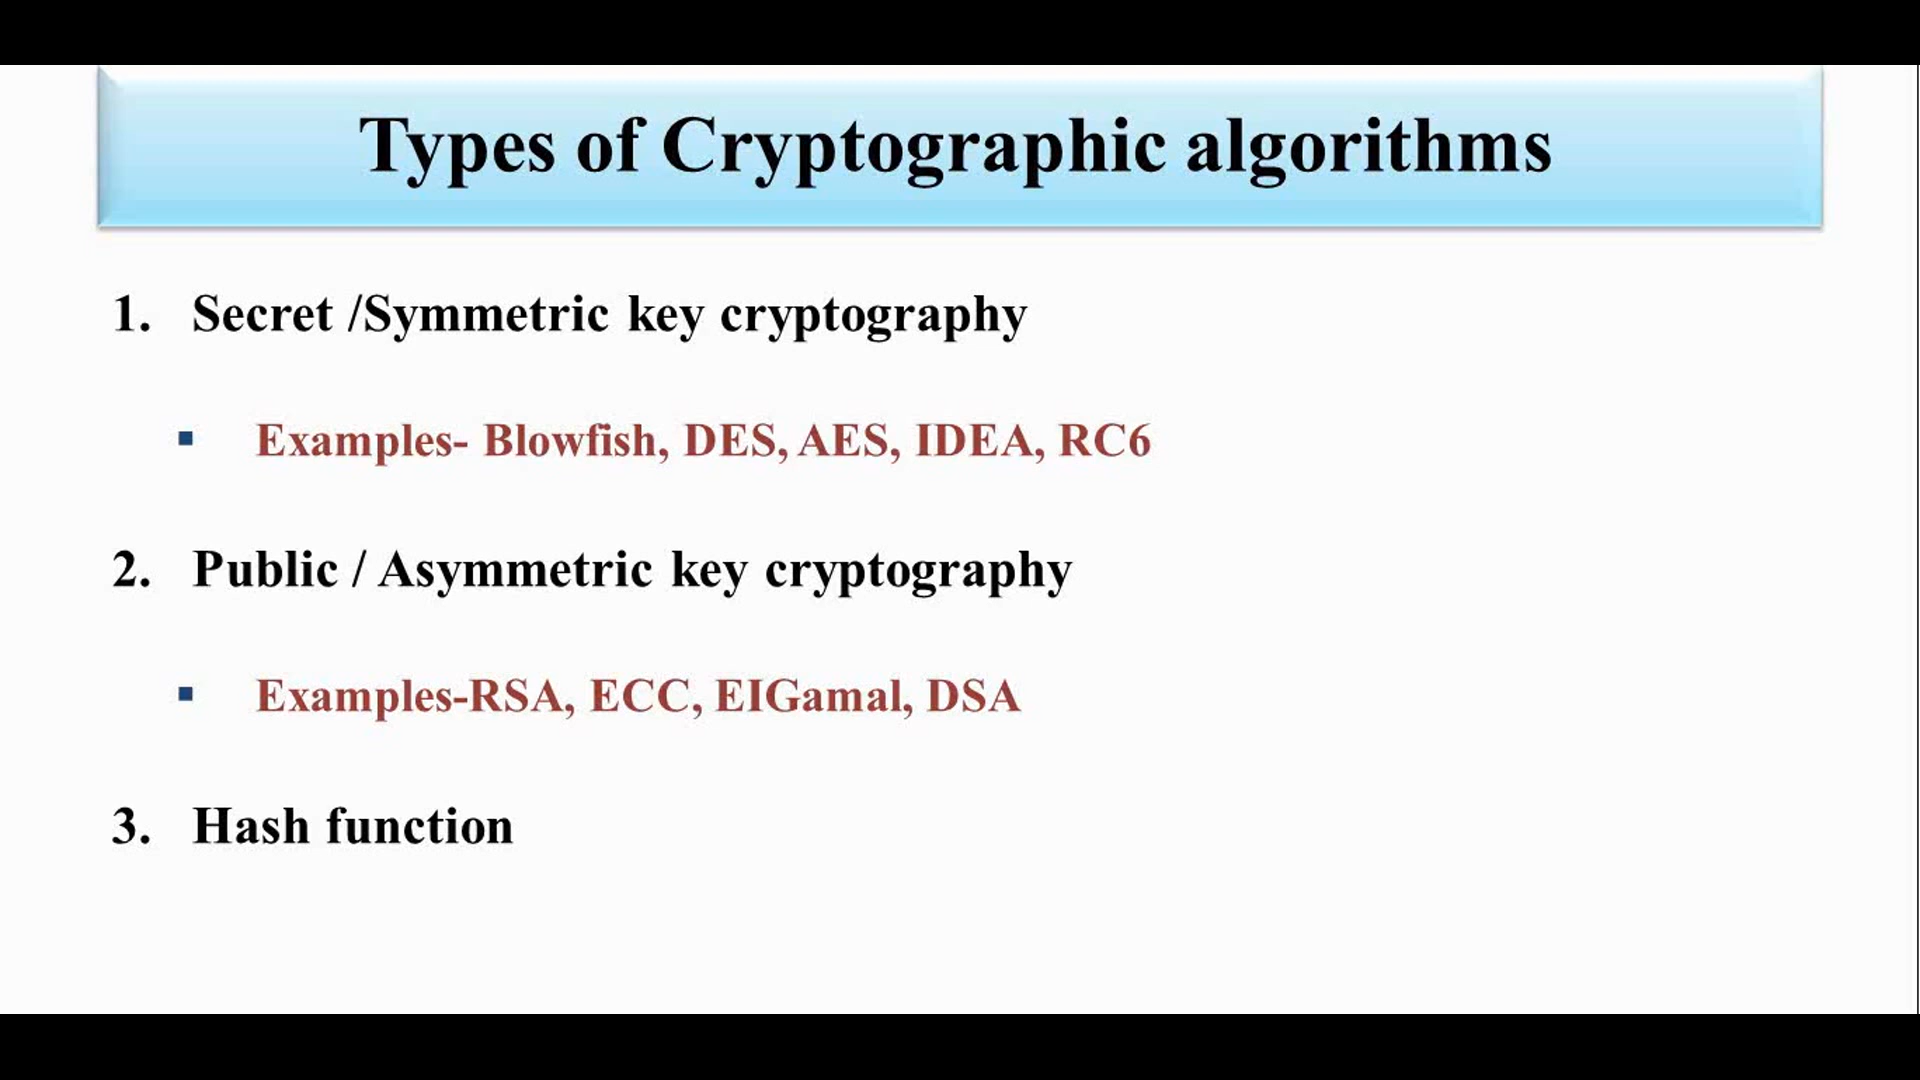 Types of Cryptographic algorithms
1. Secret /Symmetric key cryptography
▪ Examples- Blowfish, DES, AES, IDEA, RC6
2. Public / Asymmetric key cryptography
▪ Examples-RSA, ECC, EIGamal, DSA
3. Hash function